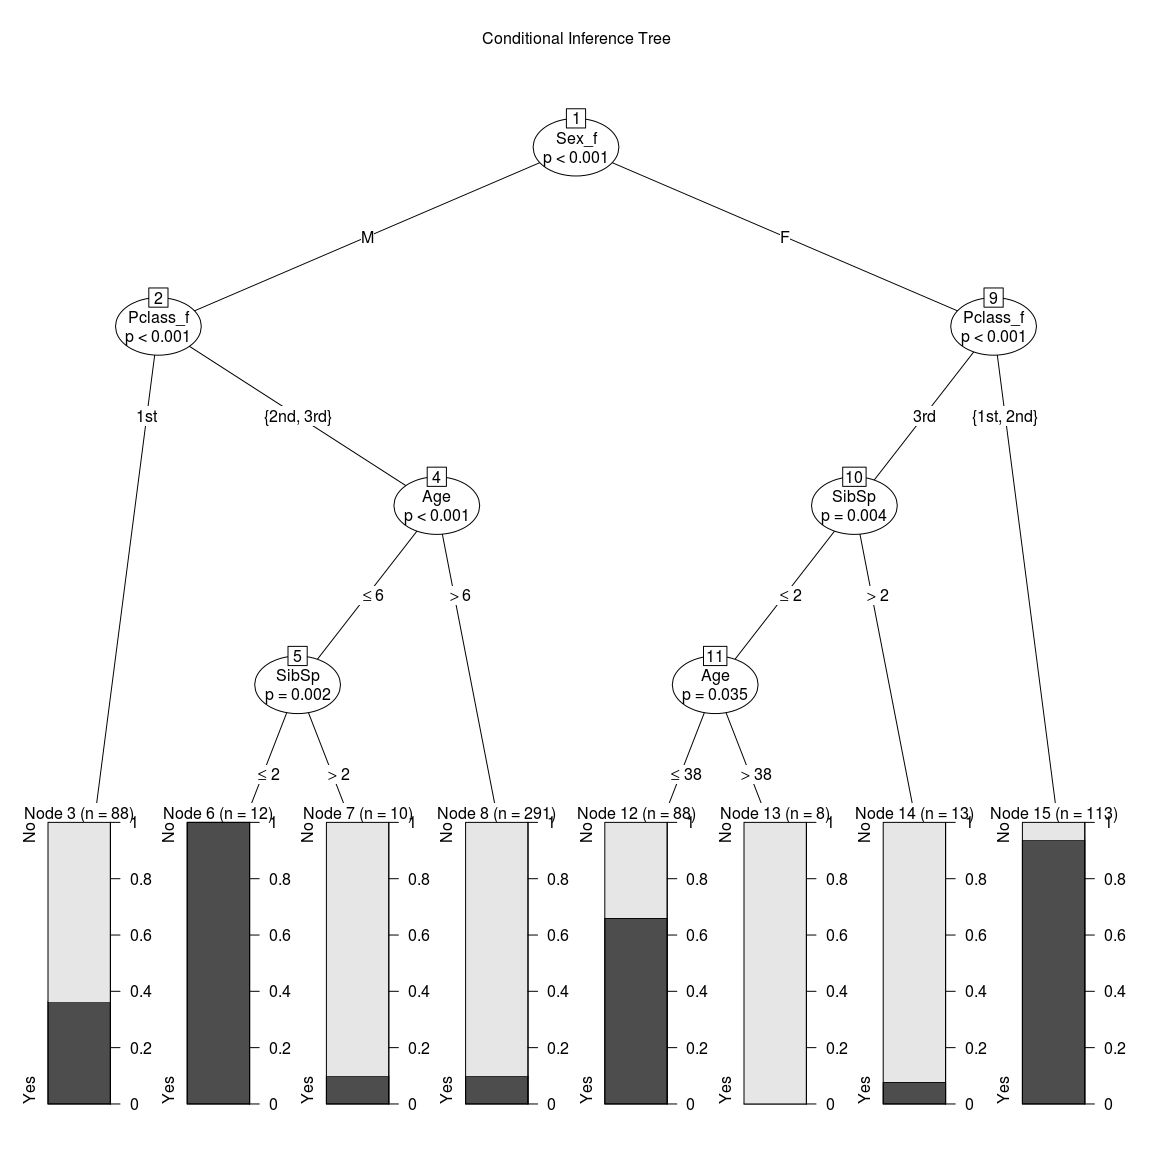 Conditional Inference Tree
1
Sex_f
p < 0.001
M
F
2
Pclass_f
p < 0.001
9
Pclass_f
p < 0.001
1st
{2nd, 3rd}
3rd
{1st, 2nd}
4
Age
p < 0.001
10
SibSp
p = 0.004
≤ 6
> 6
≤ 2
> 2
5
SibSp
p = 0.002
11
Age
p = 0.035
≤ 2
> 2
≤ 38
> 38
Node 3 (n = 88)
No
Yes
1
0.8
0.6
0.4
0.2
0
Node 6 (n = 12)
No
Yes
1
0.8
0.6
0.4
0.2
0
Node 7 (n = 10)
No
Yes
1
0.8
0.6
0.4
0.2
0
Node 8 (n = 291)
No
Yes
1
0.8
0.6
0.4
0.2
0
Node 12 (n = 88)
No
Yes
1
0.8
0.6
0.4
0.2
0
Node 13 (n = 8)
No
Yes
1
0.8
0.6
0.4
0.2
0
Node 14 (n = 13)
No
Yes
1
0.8
0.6
0.4
0.2
0
Node 15 (n = 113)
No
Yes
1
0.8
0.6
0.4
0.2
0